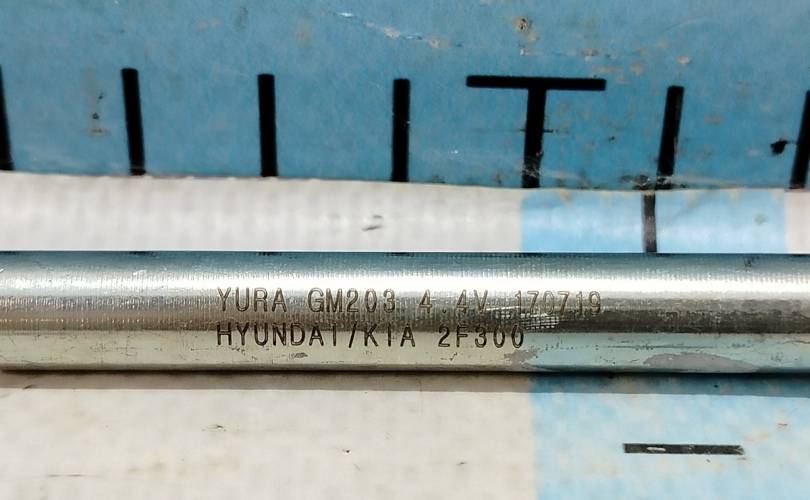 YURA GM203 4.4V 170719
HYUNDAI/KIA 2F300